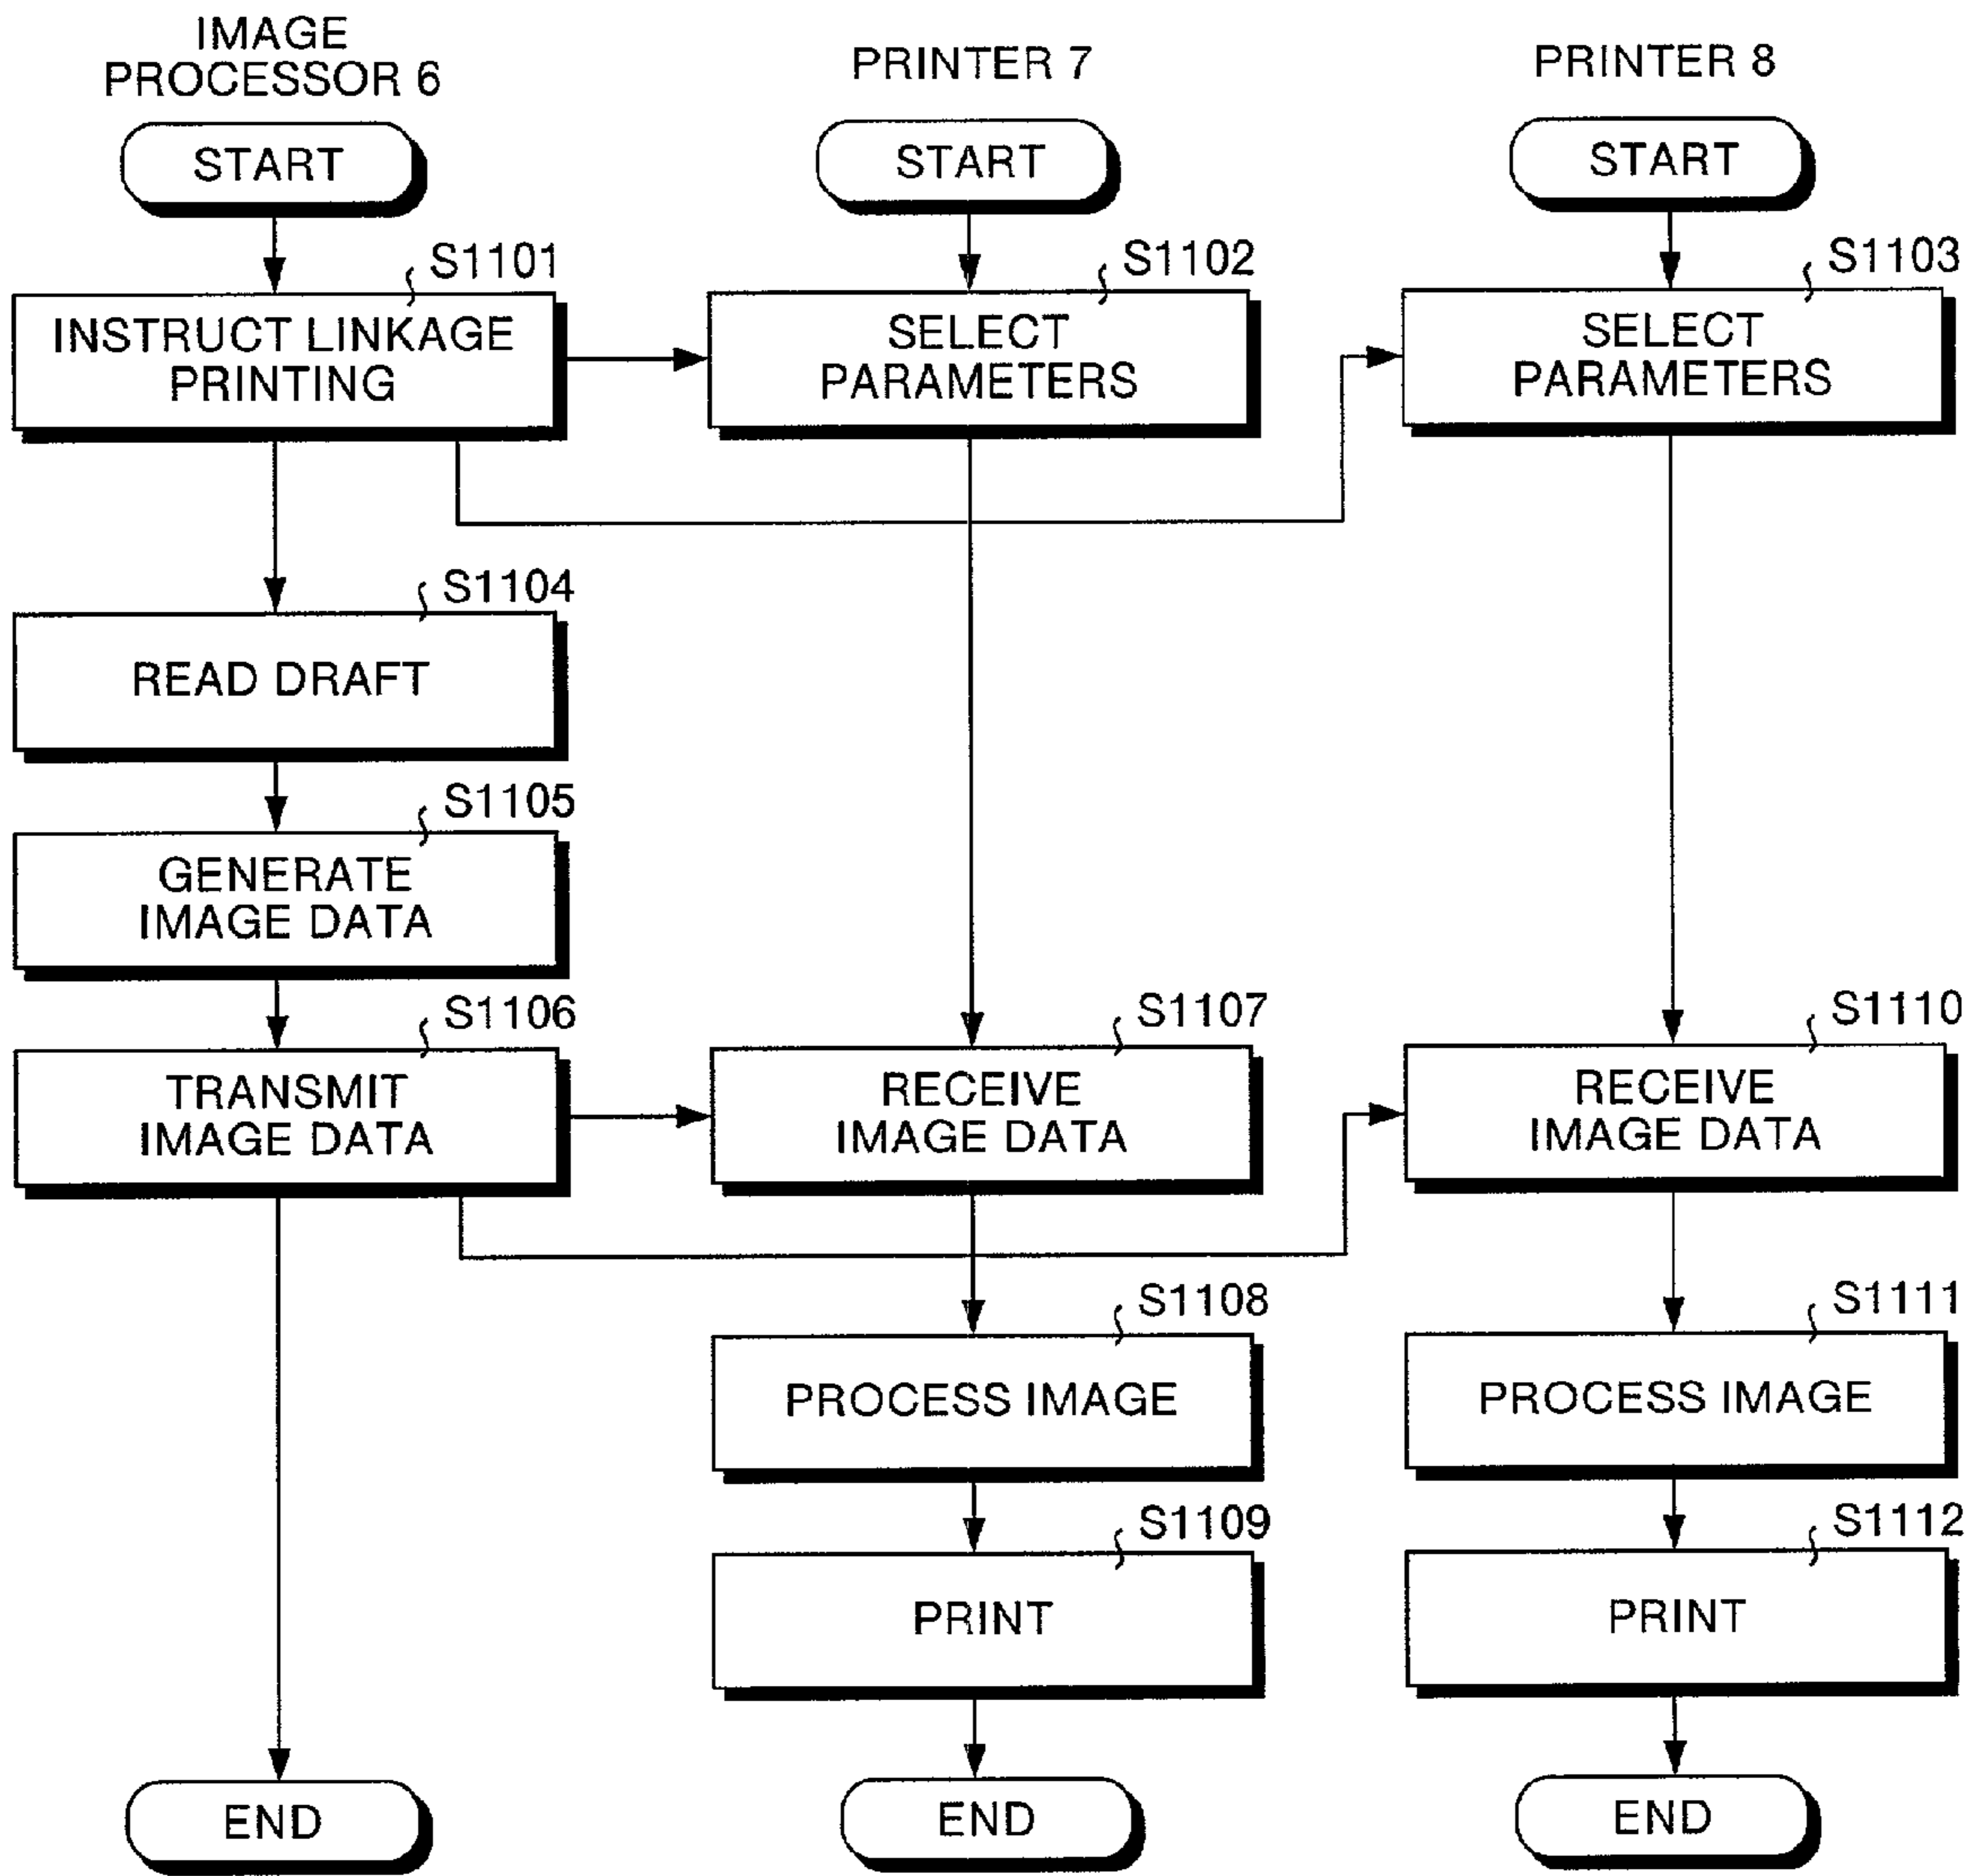 IMAGE
PROCESSOR 6
PRINTER 7
PRINTER 8
START
START
START
S1101
S1102
S1103
INSTRUCT LINKAGE
PRINTING
SELECT
PARAMETERS
SELECT
PARAMETERS
S1104
READ DRAFT
S1105
GENERATE
IMAGE DATA
S1106
S1107
S1110
TRANSMIT
IMAGE DATA
RECEIVE
IMAGE DATA
RECEIVE
IMAGE DATA
S1108
S1111
PROCESS IMAGE
PROCESS IMAGE
S1109
S1112
PRINT
PRINT
END
END
END